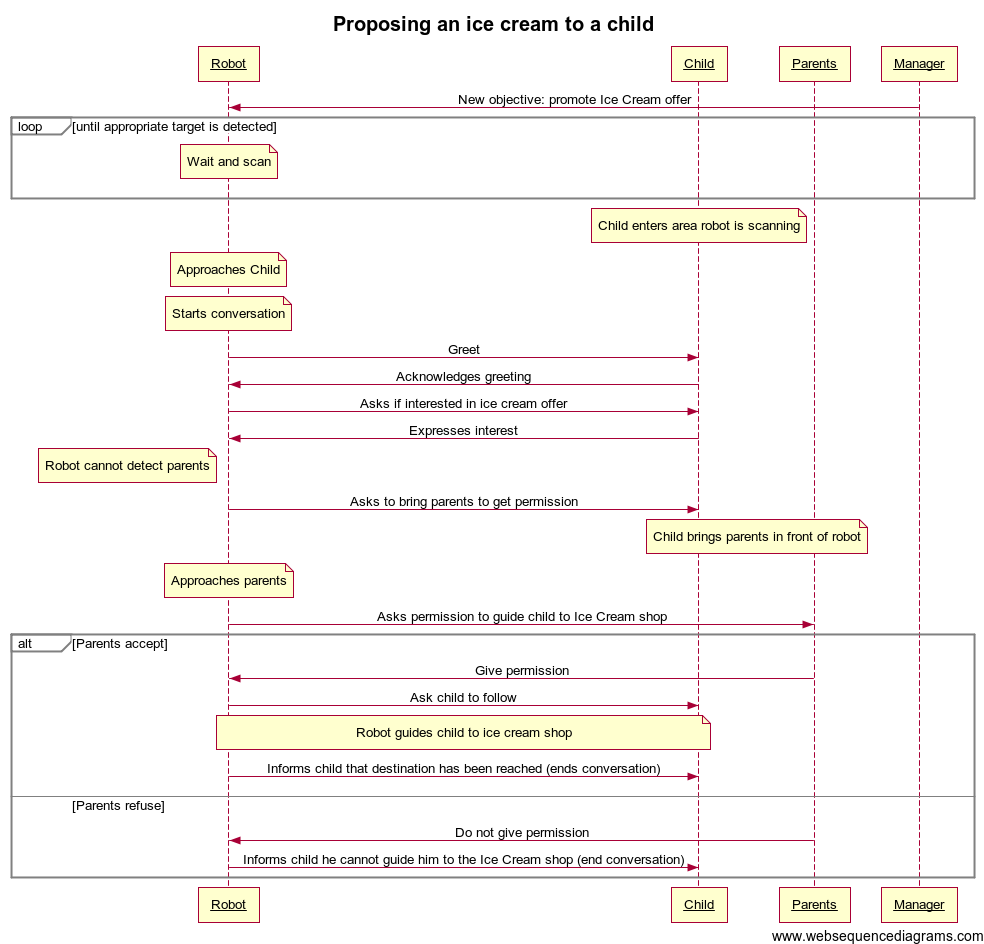 Proposing an ice cream to a child
Robot
Child
Parents
Manager
New objective: promote Ice Cream offer
loop
[until appropriate target is detected]
Wait and scan
Child enters area robot is scanning
Approaches Child
Starts conversation
Greet
Acknowledges greeting
Asks if interested in ice cream offer
Expresses interest
Robot cannot detect parents
Asks to bring parents to get permission
Child brings parents in front of robot
Approaches parents
Asks permission to guide child to Ice Cream shop
alt
[Parents accept]
Give permission
Ask child to follow
Robot guides child to ice cream shop
Informs child that destination has been reached (ends conversation)
[Parents refuse]
Do not give permission
Informs child he cannot guide him to the Ice Cream shop (end conversation)
Robot
Child
Parents
Manager
www.websequencediagrams.com